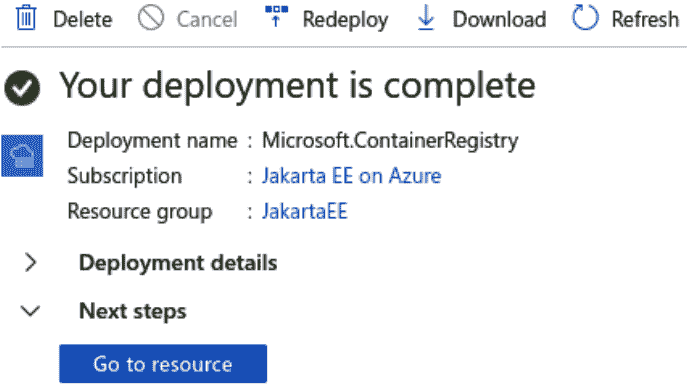 Delete Cancel Redeploy Download Refresh
Your deployment is complete
Deployment name : Microsoft.ContainerRegistry
Subscription : Jakarta EE on Azure
Resource group : JakartaEE
Deployment details
Next steps
Go to resource